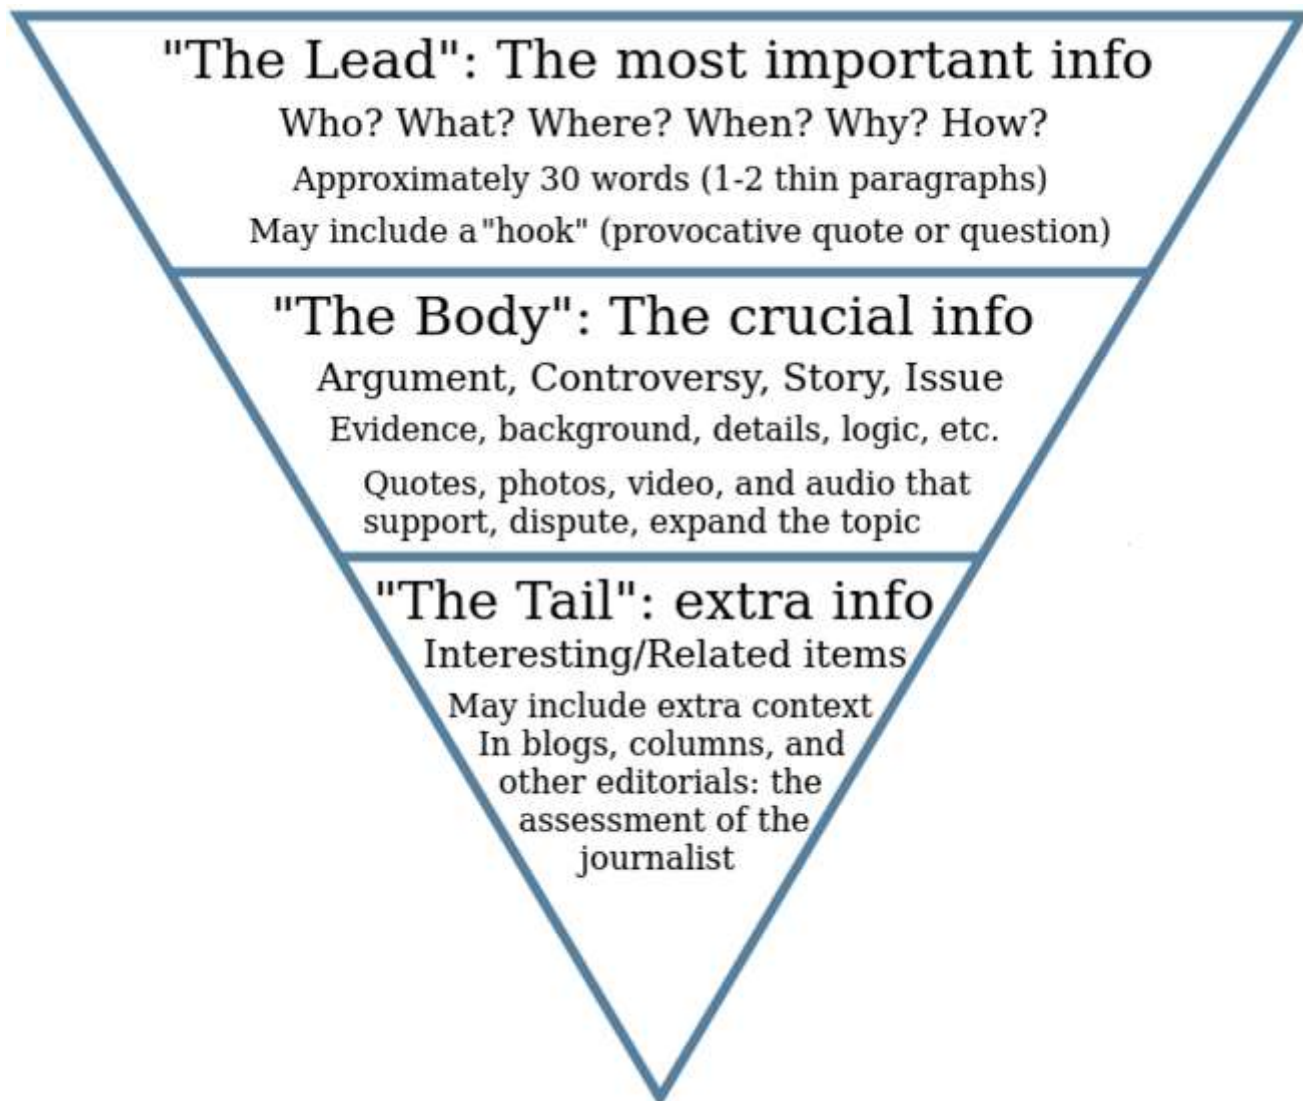 "The Lead": The most important info
Who? What? Where? When? Why? How?
Approximately 30 words (1-2 thin paragraphs)
May include a "hook" (provocative quote or question)
"The Body": The crucial info
Argument, Controversy, Story, Issue
Evidence, background, details, logic, etc.
Quotes, photos, video, and audio that
support, dispute, expand the topic
"The Tail": extra info
Interesting/Related items
May include extra context
In blogs, columns, and
other editorials: the
assessment of the
journalist